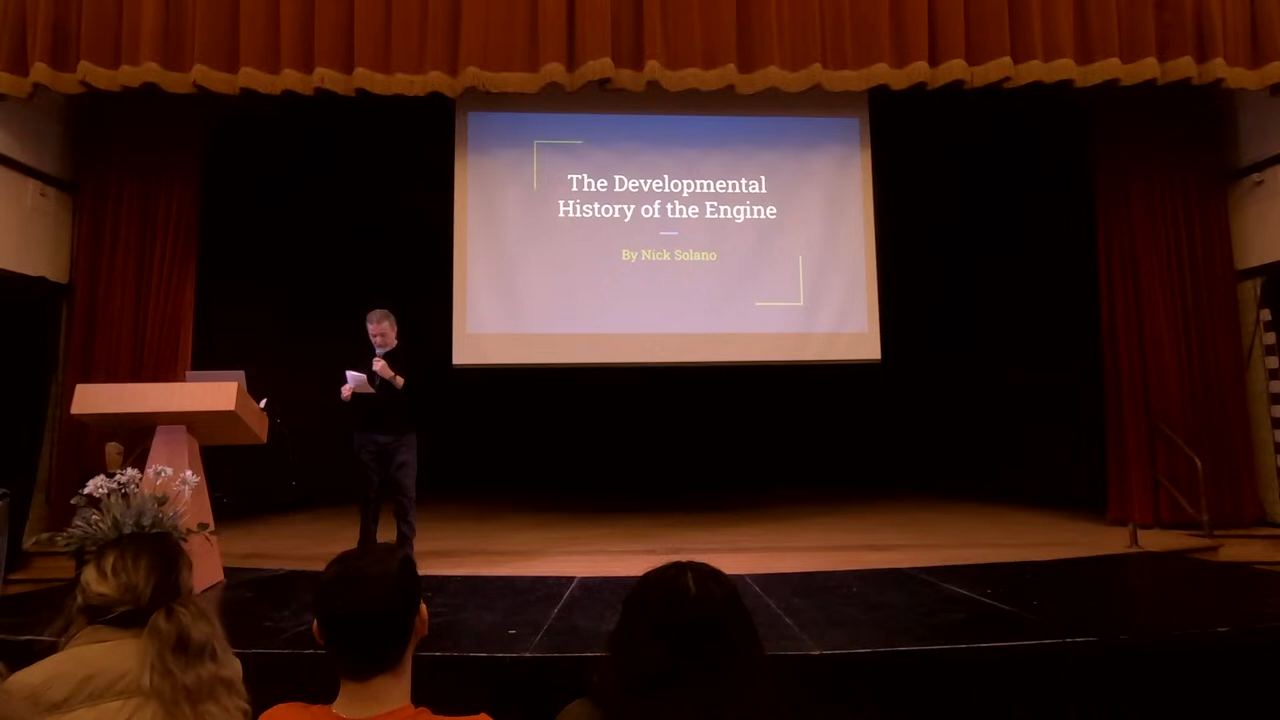 The Developmental
History of the Engine
By Nick Solano